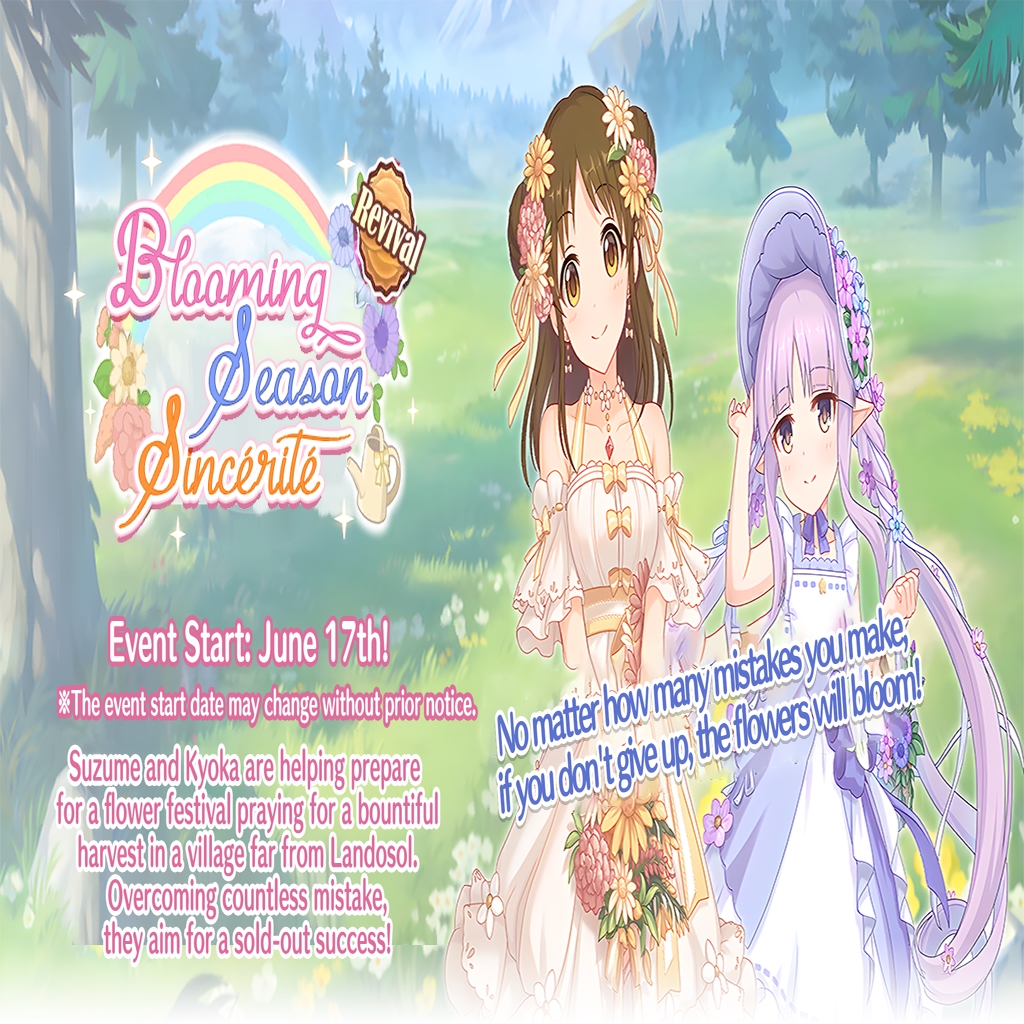 Blooming
Season
Sincérité
Revival
Event Start: June 17th!
※The event start date may change without prior notice.
Suzume and Kyoka are helping prepare
for a flower festival praying for a bountiful
harvest in a village far from Landosol.
Overcoming countless mistake,
they aim for a sold-out success!
No matter how many mistakes you make,
if you don't give up, the flowers will bloom!